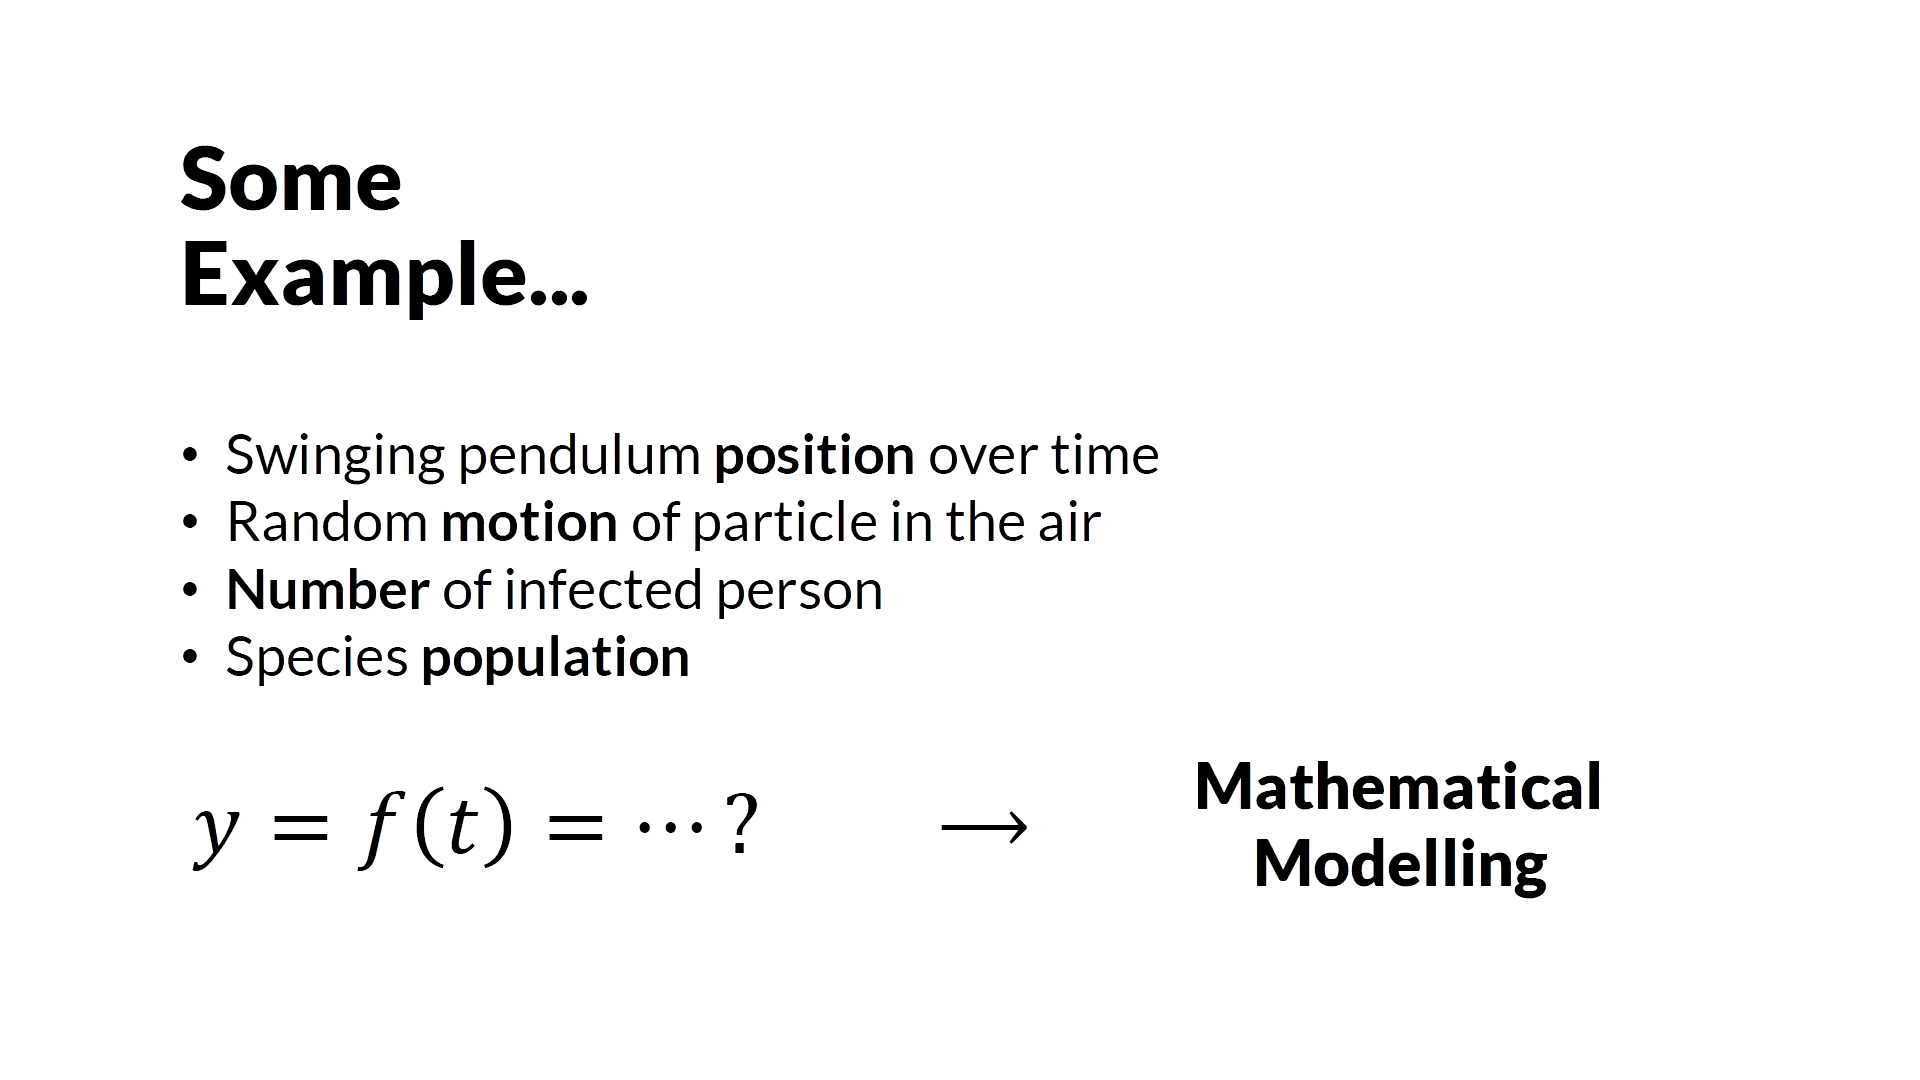 Some
Example...
• Swinging pendulum position over time
• Random motion of particle in the air
• Number of infected person
• Species population
y = f(t) = ⋯ ? ⟶
Mathematical
Modelling